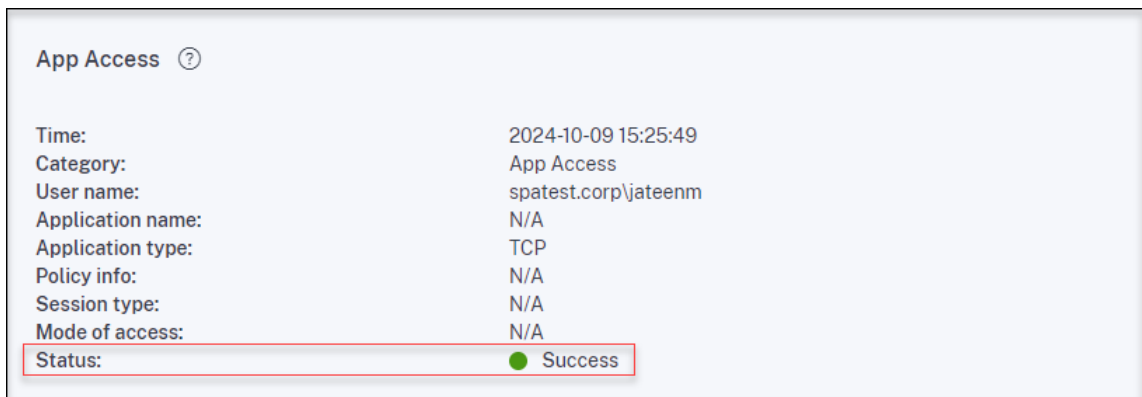 App Access ?
Time: 2024-10-09 15:25:49
Category: App Access
User name: spatest.corp\jateenm
Application name: N/A
Application type: TCP
Policy info: N/A
Session type: N/A
Mode of access: N/A
Status: Success